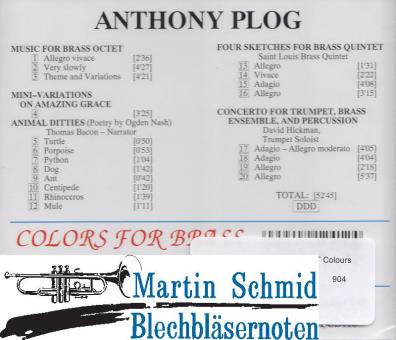 ANTHONY PLOG
MUSIC FOR BRASS OCTET
1 Allegro vivace [2'36]
2 Very slowly [4'27]
3 Theme and Variations [4'21]
MINI–VARIATIONS
ON AMAZING GRACE
4 [3'25]
ANIMAL DITTIES (Poetry by Ogden Nash)
Thomas Bacon – Narrator
5 Turtle [0'50]
6 Porpoise [0'53]
7 Python [1'04]
8 Dog [1'42]
9 Ant [0'42]
10 Centipede [1'20]
11 Rhinoceros [1'39]
12 Mule [1'11]
FOUR SKETCHES FOR BRASS QUINTET
Saint Louis Brass Quintet
13 Allegro [1'31]
14 Vivace [2'22]
15 Adagio [4'08]
16 Allegro [3'15]
CONCERTO FOR TRUMPET, BRASS
ENSEMBLE, AND PERCUSSION
David Hickman,
Trumpet Soloist
17 Adagio – Allegro moderato [4'05]
18 Adagio [4'04]
19 Allegro [2'18]
20 Allegro [5'37]
TOTAL: [52'45]
DDD
COLORS FOR BRASS
Colours
904
Martin Schmid
Blechbläsernoten